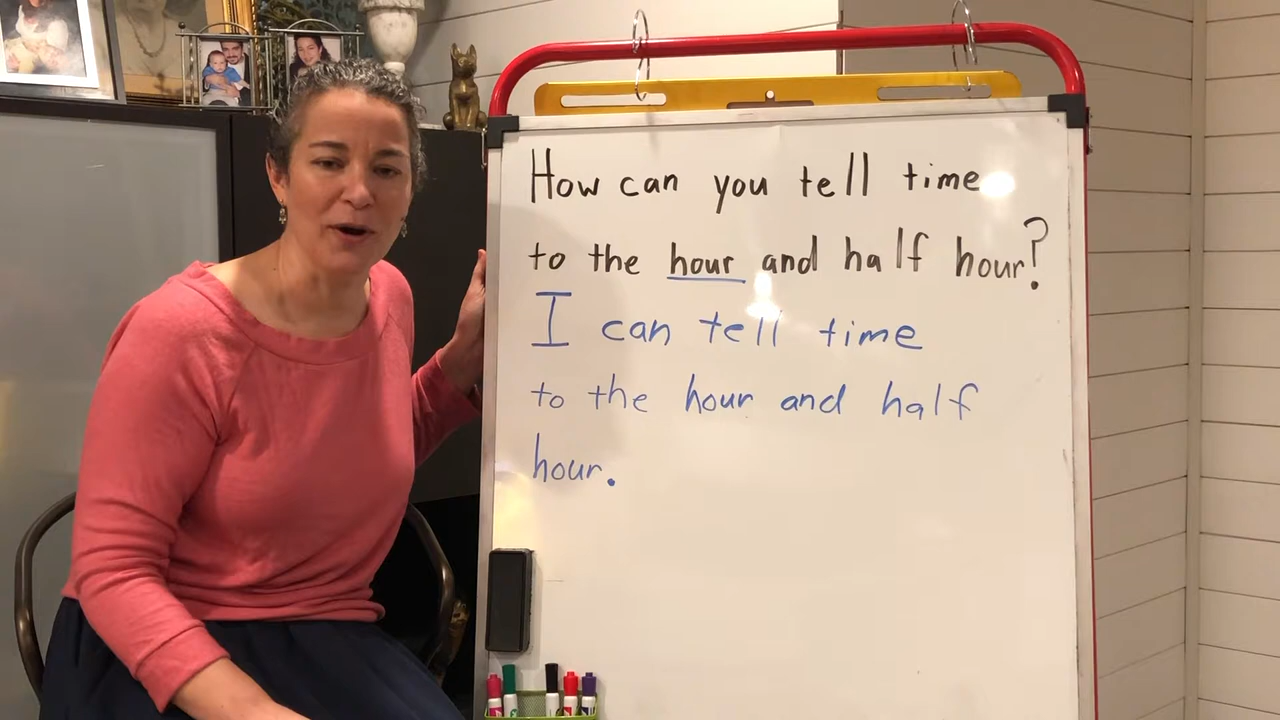 How can you tell time
to the hour and half hour?
I can tell time
to the hour and half
hour.